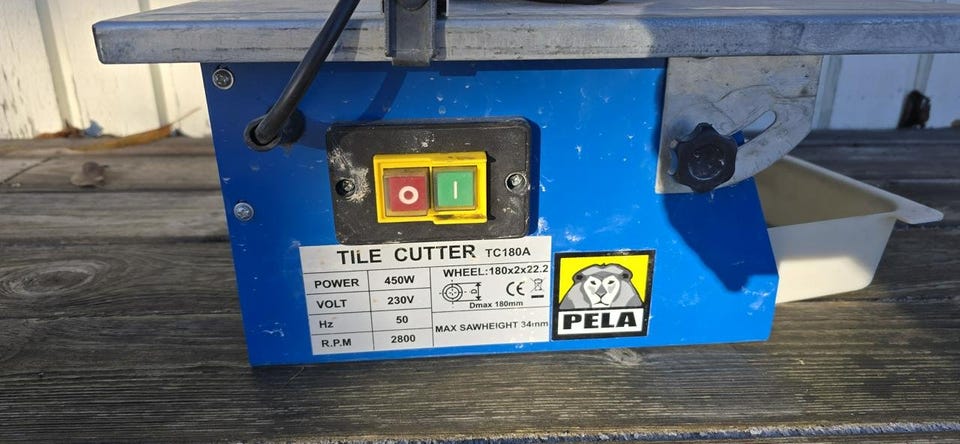 O I
TILE CUTTER TC180A
POWER 450W
VOLT 230V
Hz 50
R.P.M 2800
WHEEL:180x2x22.2
D CE
Dmax 180mm
MAX SAWHEIGHT 34mm
PELA